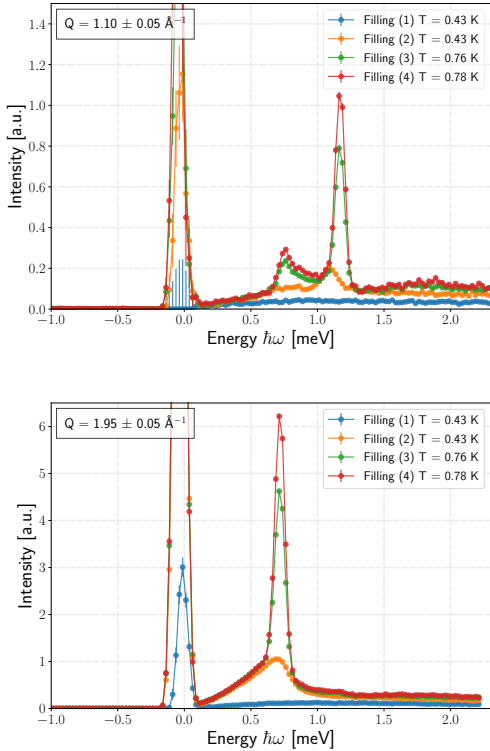 Q = 1.10 ± 0.05 Å⁻¹
Filling (1) T = 0.43 K
Filling (2) T = 0.43 K
Filling (3) T = 0.76 K
Filling (4) T = 0.78 K
Intensity [a.u.]
1.4
1.2
1.0
0.8
0.6
0.4
0.2
0.0
−1.0 −0.5 0.0 0.5 1.0 1.5 2.0
Energy ℏω [meV]
Q = 1.95 ± 0.05 Å⁻¹
Filling (1) T = 0.43 K
Filling (2) T = 0.43 K
Filling (3) T = 0.76 K
Filling (4) T = 0.78 K
Intensity [a.u.]
6
5
4
3
2
1
0
−1.0 −0.5 0.0 0.5 1.0 1.5 2.0
Energy ℏω [meV]